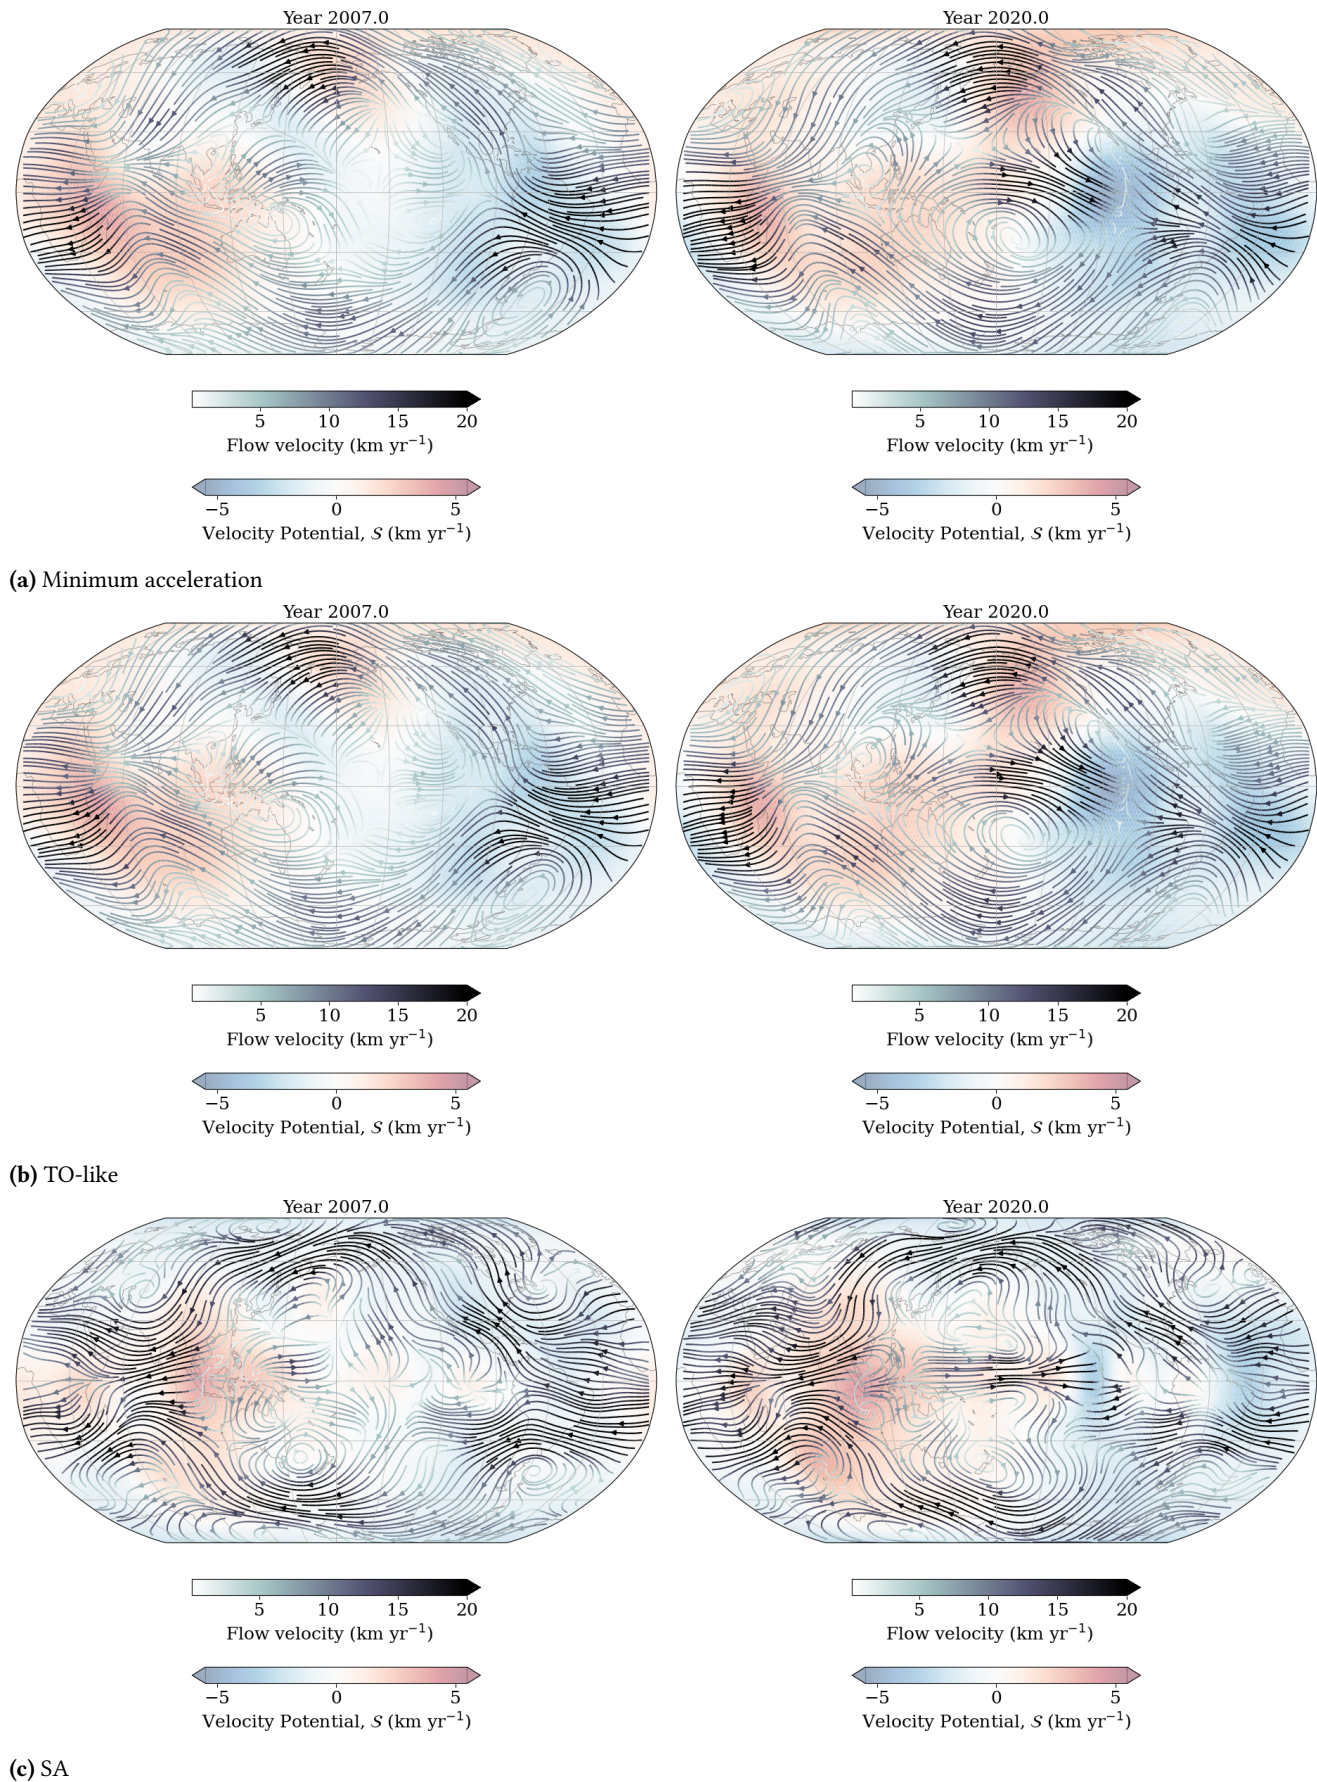 Year 2007.0 Year 2020.0
5 10 15 20 5 10 15 20
Flow velocity (km yr⁻¹) Flow velocity (km yr⁻¹)
−5 0 5 −5 0 5
Velocity Potential, S (km yr⁻¹) Velocity Potential, S (km yr⁻¹)
(a) Minimum acceleration
Year 2007.0 Year 2020.0
5 10 15 20 5 10 15 20
Flow velocity (km yr⁻¹) Flow velocity (km yr⁻¹)
−5 0 5 −5 0 5
Velocity Potential, S (km yr⁻¹) Velocity Potential, S (km yr⁻¹)
(b) TO-like
Year 2007.0 Year 2020.0
5 10 15 20 5 10 15 20
Flow velocity (km yr⁻¹) Flow velocity (km yr⁻¹)
−5 0 5 −5 0 5
Velocity Potential, S (km yr⁻¹) Velocity Potential, S (km yr⁻¹)
(c) SA